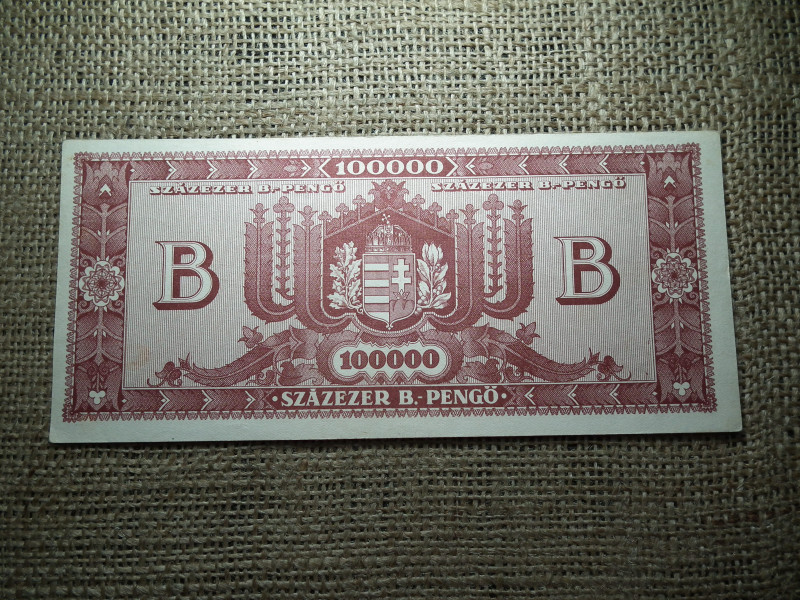 100000
SZÁZEZER B.-PENGŐ SZÁZEZER B.-PENGŐ
B B
100000
· SZÁZEZER B.-PENGŐ ·